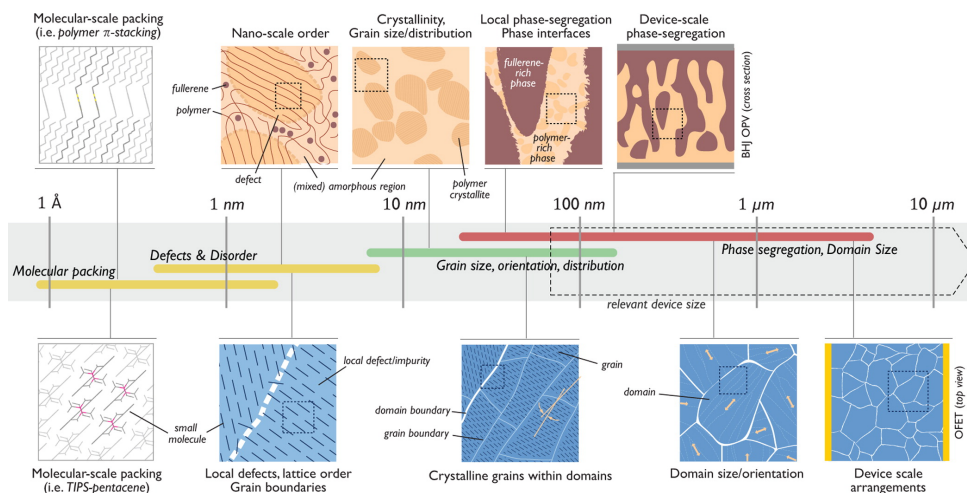 Molecular-scale packing
(i.e. polymer π-stacking)
Nano-scale order
Crystallinity,
Grain size/distribution
Local phase-segregation
Phase interfaces
Device-scale
phase-segregation
fullerene
polymer
defect
(mixed) amorphous region
polymer
crystallite
fullerene-
rich
phase
polymer-
rich
phase
BHJ OPV (cross section)
1 Å
1 nm
10 nm
100 nm
1 µm
10 µm
Phase segregation, Domain Size
Defects & Disorder
Grain size, orientation, distribution
Molecular packing
relevant device size
small
molecule
local defect/impurity
domain boundary
grain boundary
grain
domain
OFET (top view)
Molecular-scale packing
(i.e. TIPS-pentacene)
Local defects, lattice order
Grain boundaries
Crystalline grains within domains
Domain size/orientation
Device scale
arrangements